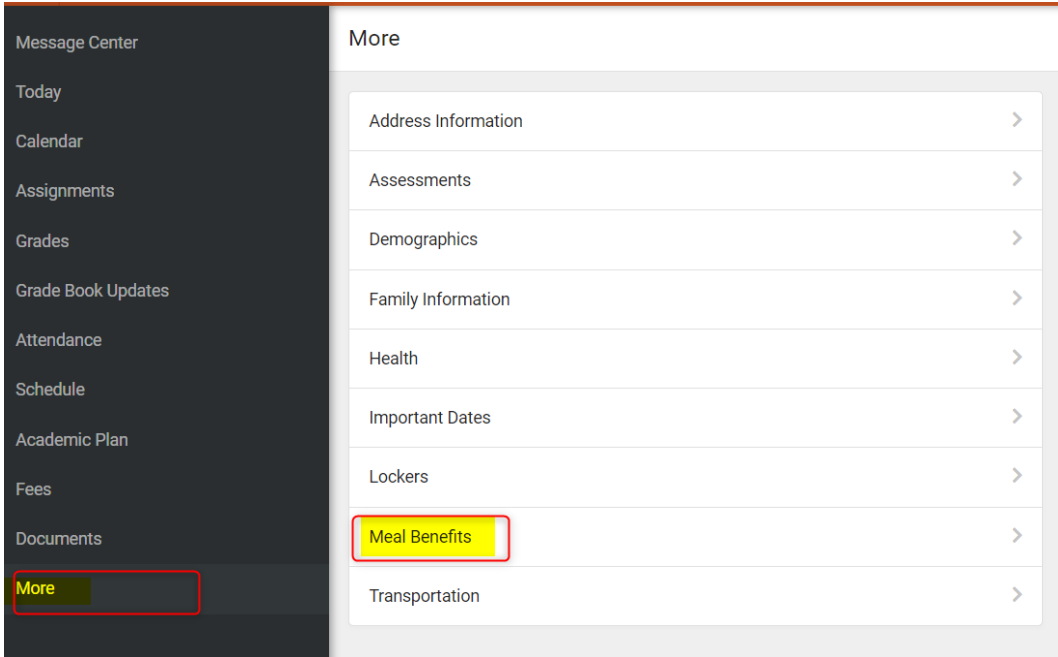 Message Center
Today
Calendar
Assignments
Grades
Grade Book Updates
Attendance
Schedule
Academic Plan
Fees
Documents
More
More
Address Information
Assessments
Demographics
Family Information
Health
Important Dates
Lockers
Meal Benefits
Transportation